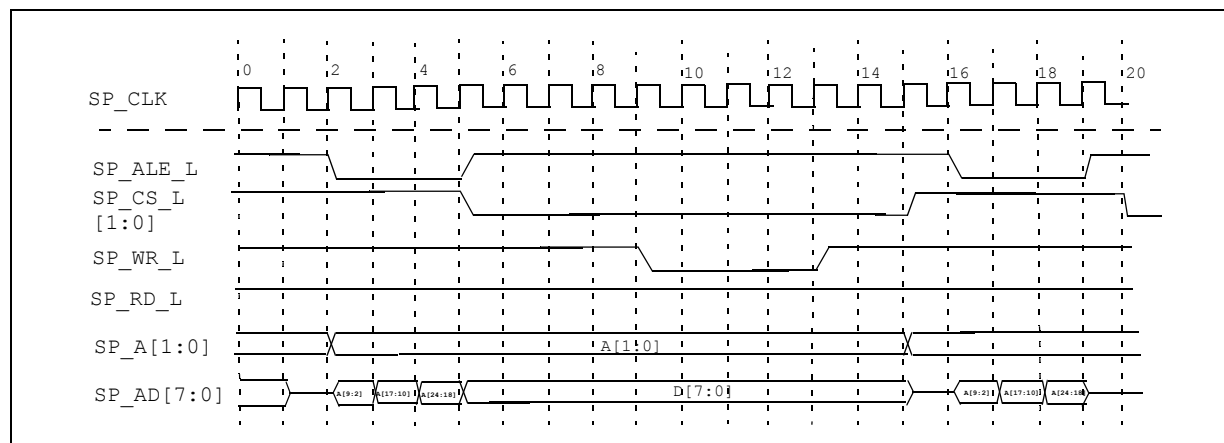 0 2 4 6 8 10 12 14 16 18 20
SP_CLK
SP_ALE_L
SP_CS_L
[1:0]
SP_WR_L
SP_RD_L
SP_A[1:0] A[1:0]
SP_AD[7:0] A[9:2] A[17:10] A[24:18] D[7:0] A[9:2] A[17:10] A[24:18]